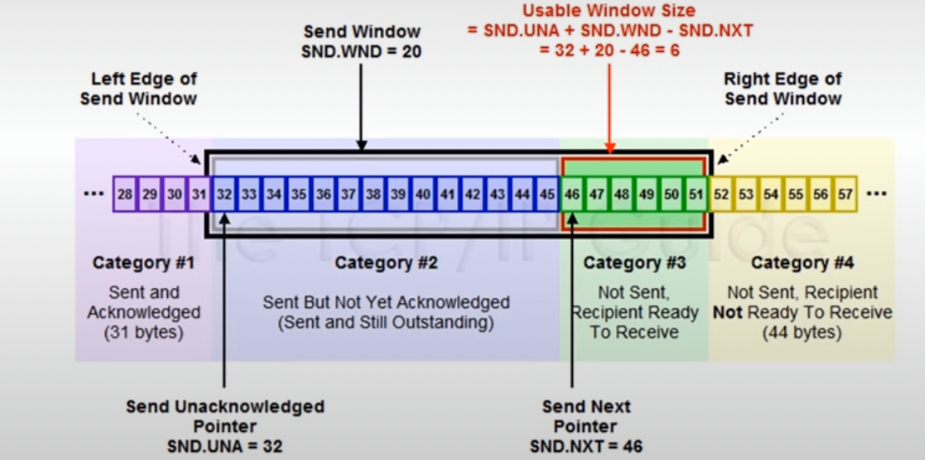 Usable Window Size
= SND.UNA + SND.WND - SND.NXT
= 32 + 20 - 46 = 6
Send Window
SND.WND = 20
Left Edge of
Send Window
Right Edge of
Send Window
... 28 29 30 31 32 33 34 35 36 37 38 39 40 41 42 43 44 45 46 47 48 49 50 51 52 53 54 55 56 57 ...
The TCP/IP Guide
Category #1
Sent and
Acknowledged
(31 bytes)
Category #2
Sent But Not Yet Acknowledged
(Sent and Still Outstanding)
Category #3
Not Sent,
Recipient Ready
To Receive
Category #4
Not Sent, Recipient
Not Ready To Receive
(44 bytes)
Send Unacknowledged
Pointer
SND.UNA = 32
Send Next
Pointer
SND.NXT = 46